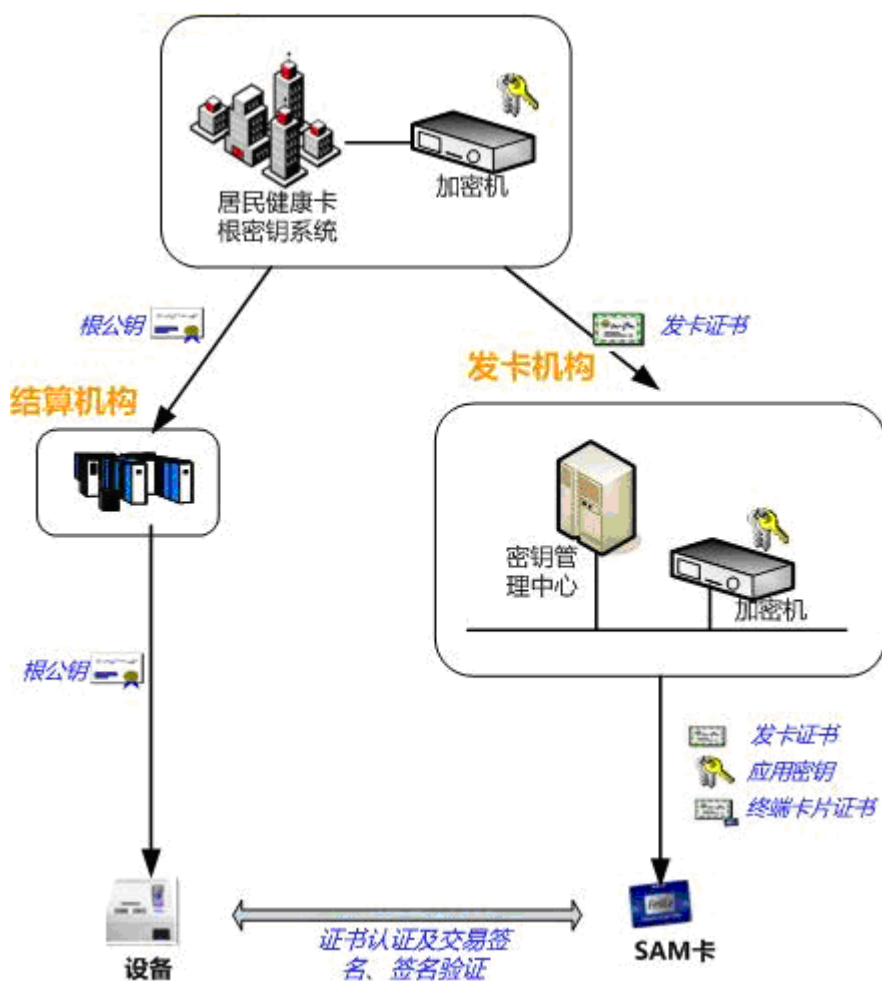 加密机
居民健康卡
根密钥系统
根公钥
发卡证书
发卡机构
结算机构
密钥管
理中心
加密机
根公钥
发卡证书
应用密钥
终端卡片证书
证书认证及交易签
名、签名验证
设备
SAM卡